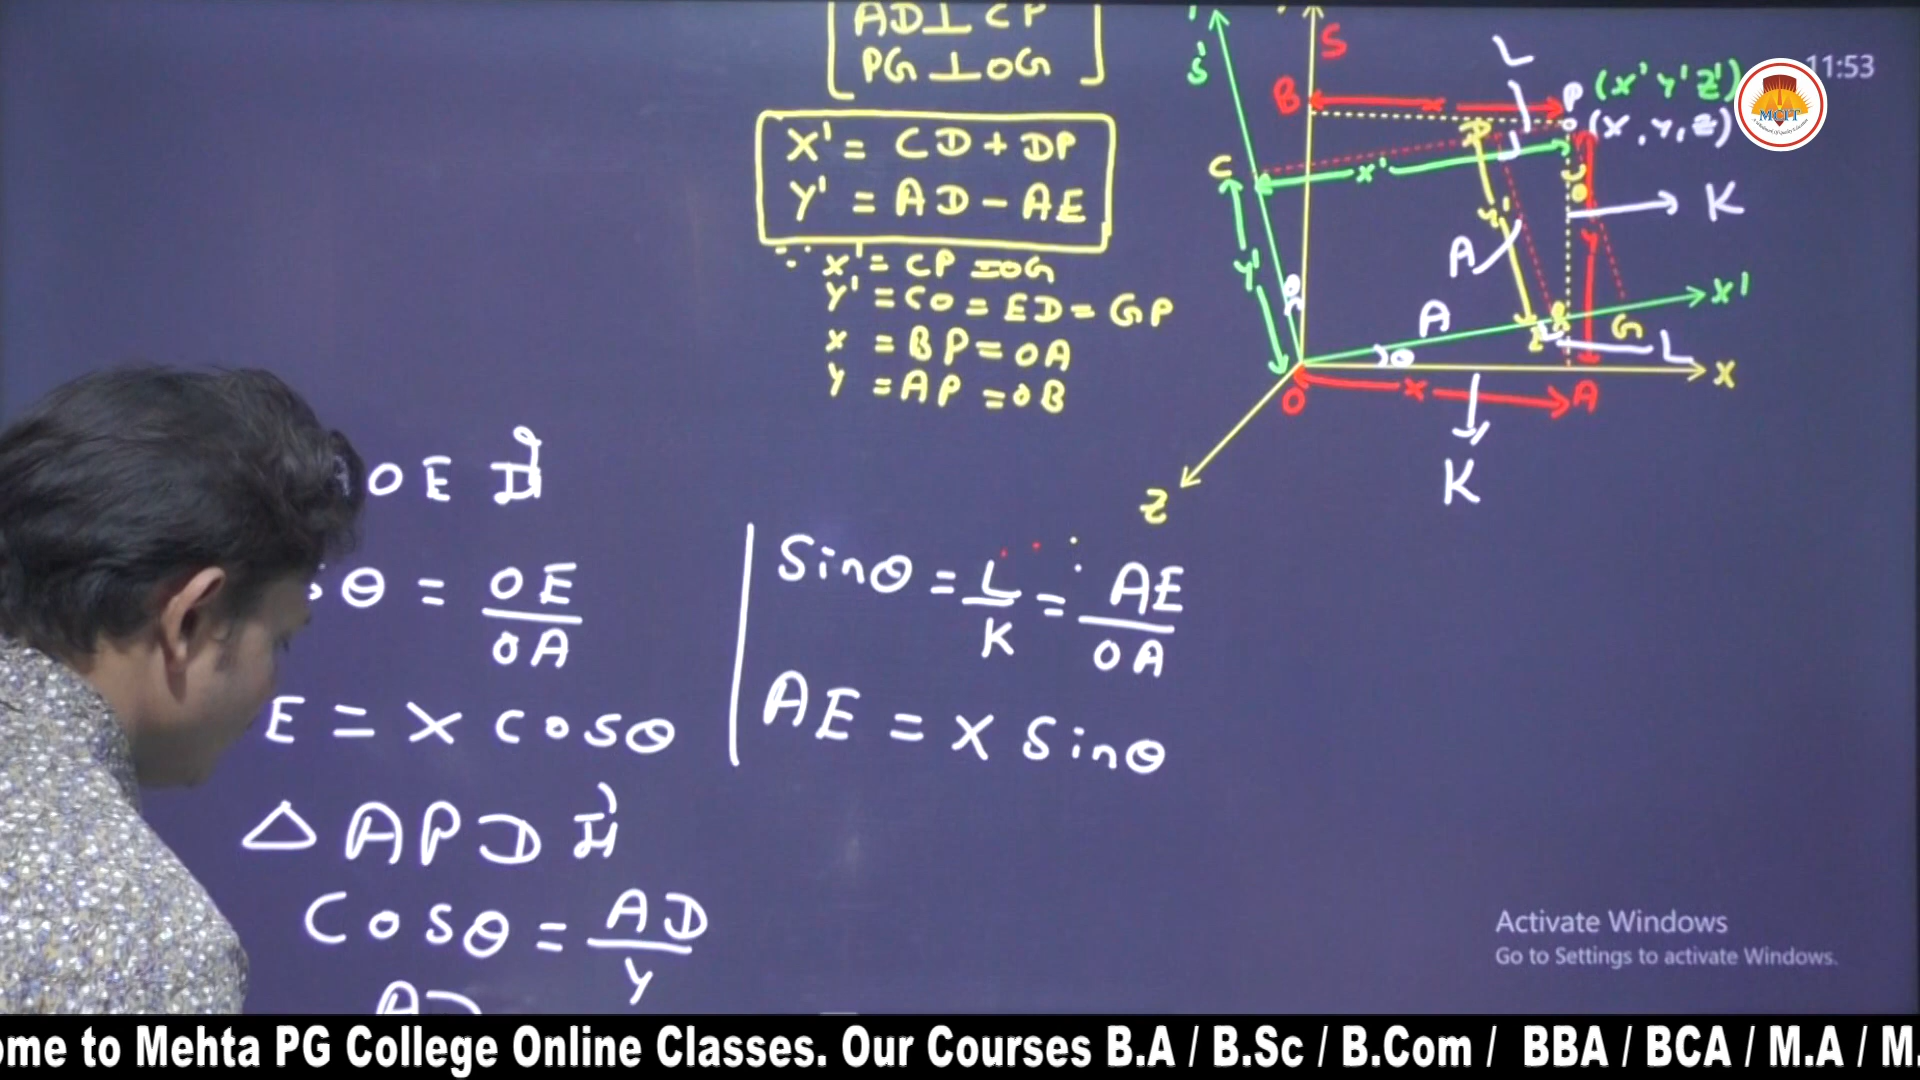 AD⊥CP
PG⊥OG
X' = CD + DP
Y' = AD - AE
∵ X' = CP = OG
Y' = CO = ED = GP
X = BP = OA
Y = AP = OB
S'
S
B
x
P
(X' Y' Z')
(X, Y, Z)
L
11:53
MCIT
C
x'
D
θ
K
Y'
Y'
A
Y
A
X'
θ
θ
E
G
L
X
O
x
A
K
Z
OE में
sθ = OE / OA
Sinθ = L / K = AE / OA
E = X Cosθ
AE = X Sinθ
△ APD में
Cosθ = AD / Y
Activate Windows
Go to Settings to activate Windows.
ome to Mehta PG College Online Classes. Our Courses B.A / B.Sc / B.Com / BBA / BCA / M.A / M.